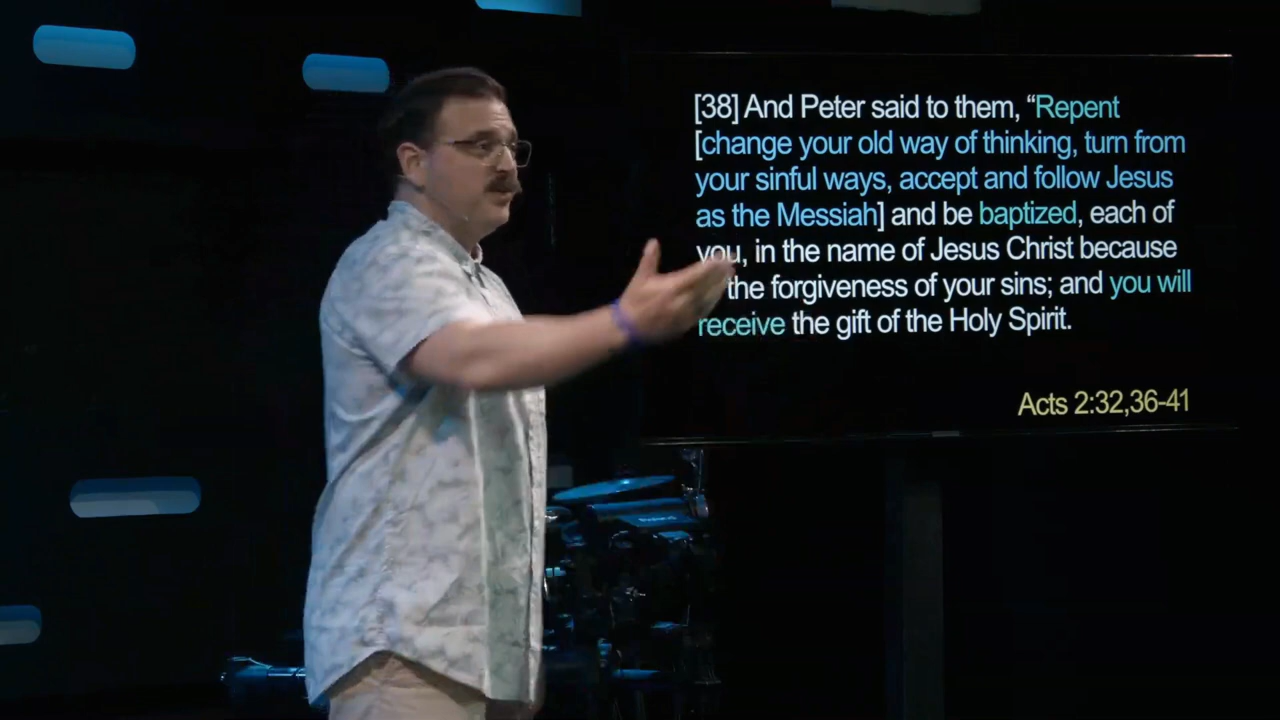 [38] And Peter said to them, “Repent
[change your old way of thinking, turn from
your sinful ways, accept and follow Jesus
as the Messiah] and be baptized, each of
you, in the name of Jesus Christ because
the forgiveness of your sins; and you will
receive the gift of the Holy Spirit.
Acts 2:32,36-41